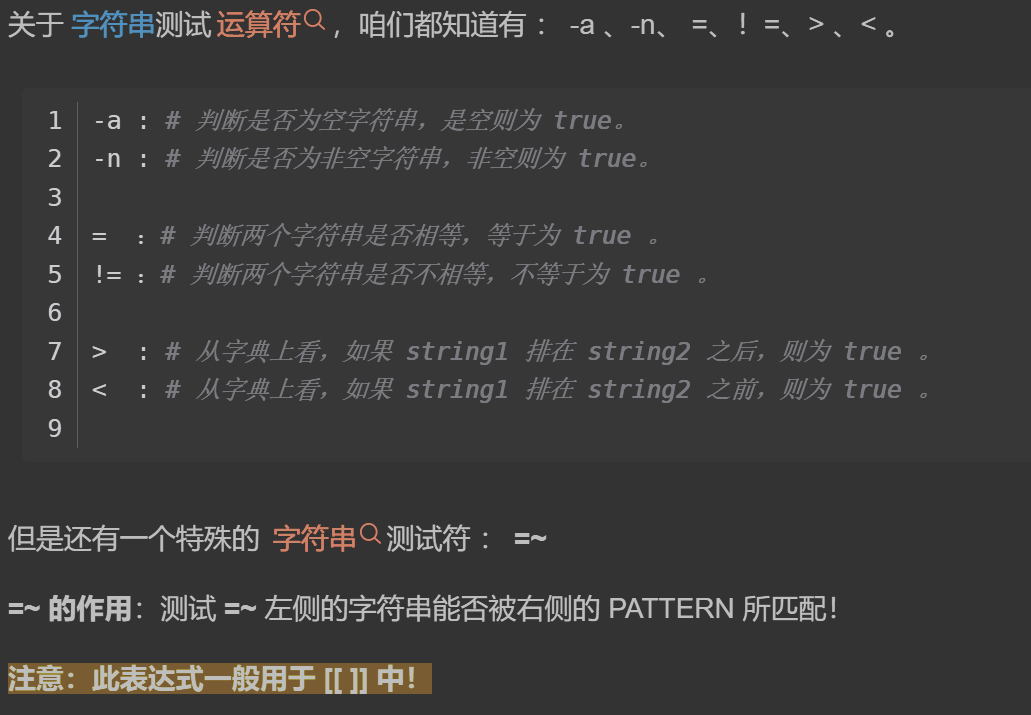 关于 字符串测试 运算符，咱们都知道有： -a 、-n、 =、！=、> 、< 。
1 -a : # 判断是否为空字符串，是空则为 true。
2 -n : # 判断是否为非空字符串，非空则为 true。
3
4 = : # 判断两个字符串是否相等，等于为 true 。
5 != : # 判断两个字符串是否不相等，不等于为 true 。
6
7 > : # 从字典上看，如果 string1 排在 string2 之后，则为 true 。
8 < : # 从字典上看，如果 string1 排在 string2 之前，则为 true 。
9
但是还有一个特殊的 字符串测试符： =~
=~ 的作用：测试 =~ 左侧的字符串能否被右侧的 PATTERN 所匹配！
注意：此表达式一般用于 [[ ]] 中！